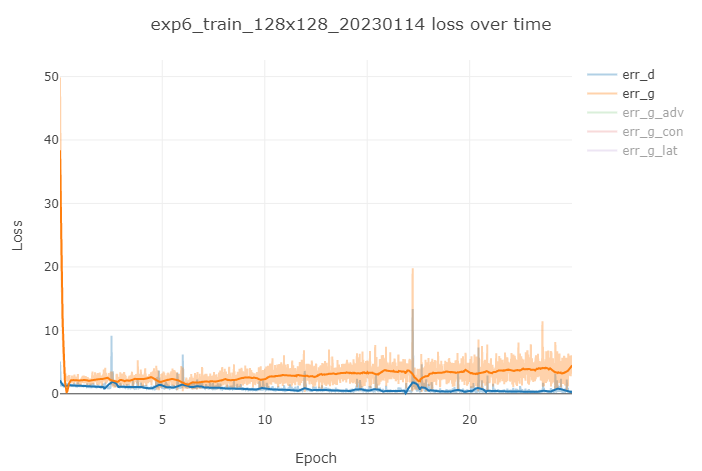 exp6_train_128x128_20230114 loss over time
err_d
err_g
err_g_adv
err_g_con
err_g_lat
50
40
30
20
10
0
Loss
5
10
15
20
Epoch